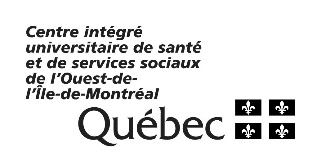 Centre intégré
universitaire de santé
et de services sociaux
de l'Ouest-de-
l'Île-de-Montréal
Québec